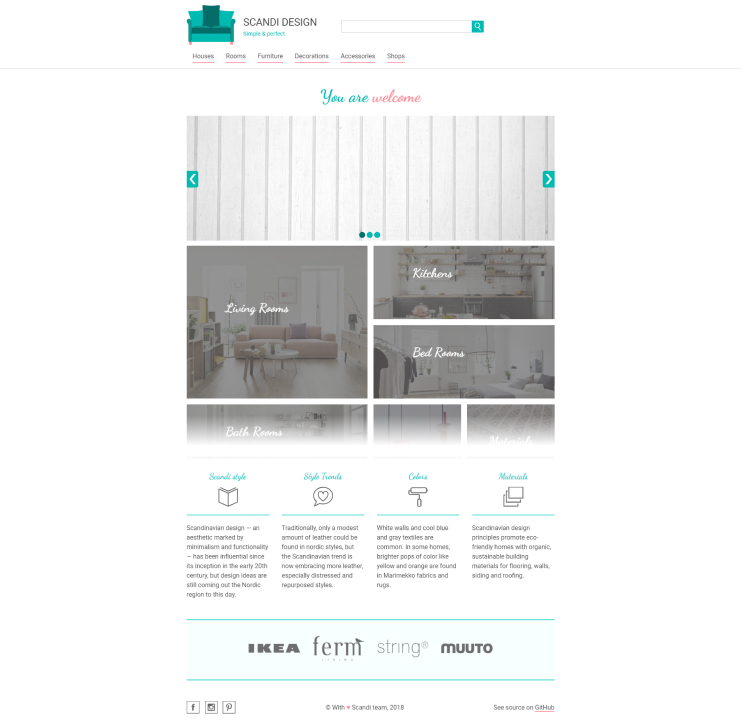 SCANDI DESIGN
Simple & perfect
Houses Rooms Furniture Decorations Accessories Shops
You are welcome
Living Rooms
Kitchens
Bed Rooms
Bath Rooms
Materials
Scandi style
Style Trends
Colors
Materials
Scandinavian design — an
aesthetic marked by
minimalism and functionality
— has been influential since
its inception in the early 20th
century, but design ideas are
still coming out the Nordic
region to this day.
Traditionally, only a modest
amount of leather could be
found in nordic styles, but
the Scandinavian trend is
now embracing more leather,
especially distressed and
repurposed styles.
White walls and cool blue
and gray textiles are
common. In some homes,
brighter pops of color like
yellow and orange are found
in Marimekko fabrics and
rugs.
Scandinavian design
principles promote eco-
friendly homes with organic,
sustainable building
materials for flooring, walls,
siding and roofing.
IKEA
ferm
LIVING
string®
muuto
© With ♥ Scandi team, 2018
See source on GitHub